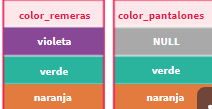 color_remeras color_pantalones
violeta NULL
verde verde
naranja naranja